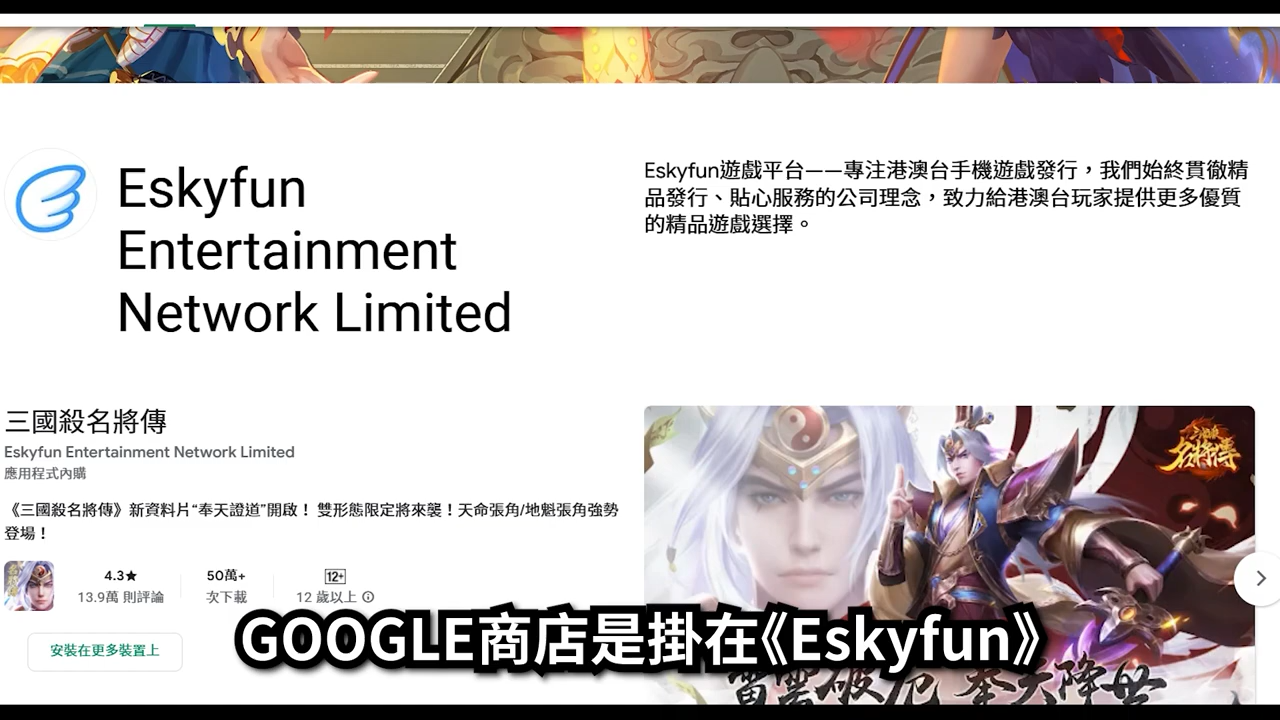 Eskyfun
Entertainment
Network Limited
Eskyfun遊戲平台——專注港澳台手機遊戲發行，我們始終貫徹精
品發行、貼心服務的公司理念，致力給港澳台玩家提供更多優質
的精品遊戲選擇。
三國殺名將傳
Eskyfun Entertainment Network Limited
應用程式內購
《三國殺名將傳》新資料片“奉天證道”開啟！ 雙形態限定將來襲！天命張角/地魁張角強勢
登場！
4.3★
13.9萬 則評論
50萬+
次下載
12+
12 歲以上
安裝在更多裝置上
三國殺
名將傳
GOOGLE商店是掛在《Eskyfun》